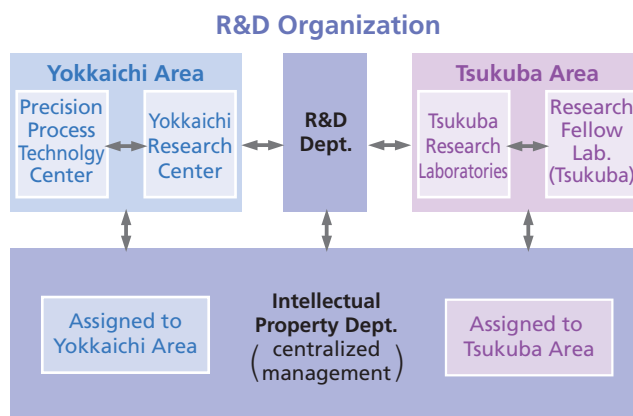 R&D Organization
Yokkaichi Area
Precision
Process
Technolgy
Center
Yokkaichi
Research
Center
R&D
Dept.
Tsukuba Area
Tsukuba
Research
Laboratories
Research
Fellow
Lab.
(Tsukuba)
Assigned to
Yokkaichi Area
Intellectual
Property Dept.
(centralized
management)
Assigned to
Tsukuba Area